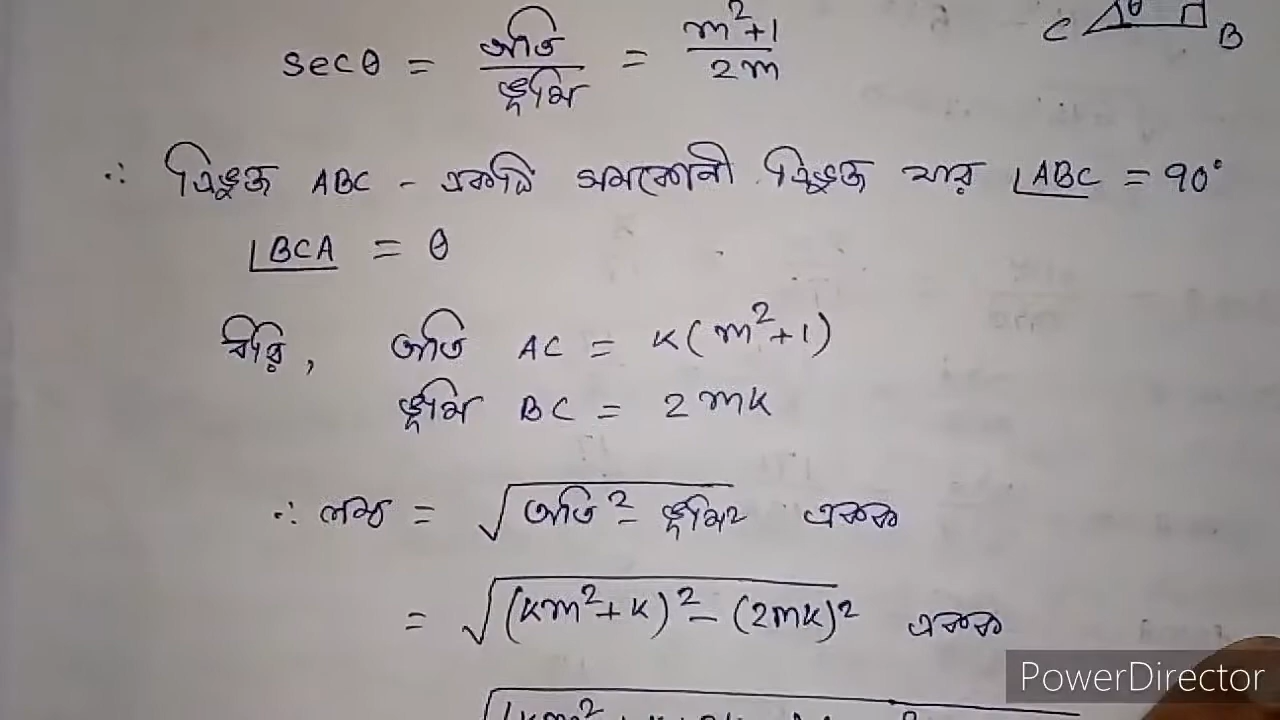 C θ B
secθ = অতি/ভূমি = m²+1/2m
∴ ত্রিভুজ ABC - একটি সমকোনী ত্রিভুজ যার ∠ABC = 90°
∠BCA = θ
ধরি, অতি AC = k(m²+1)
ভূমি BC = 2mk
∴ লম্ব = √অতি² - ভূমি² একক
= √(km²+k)² - (2mk)² একক
PowerDirector